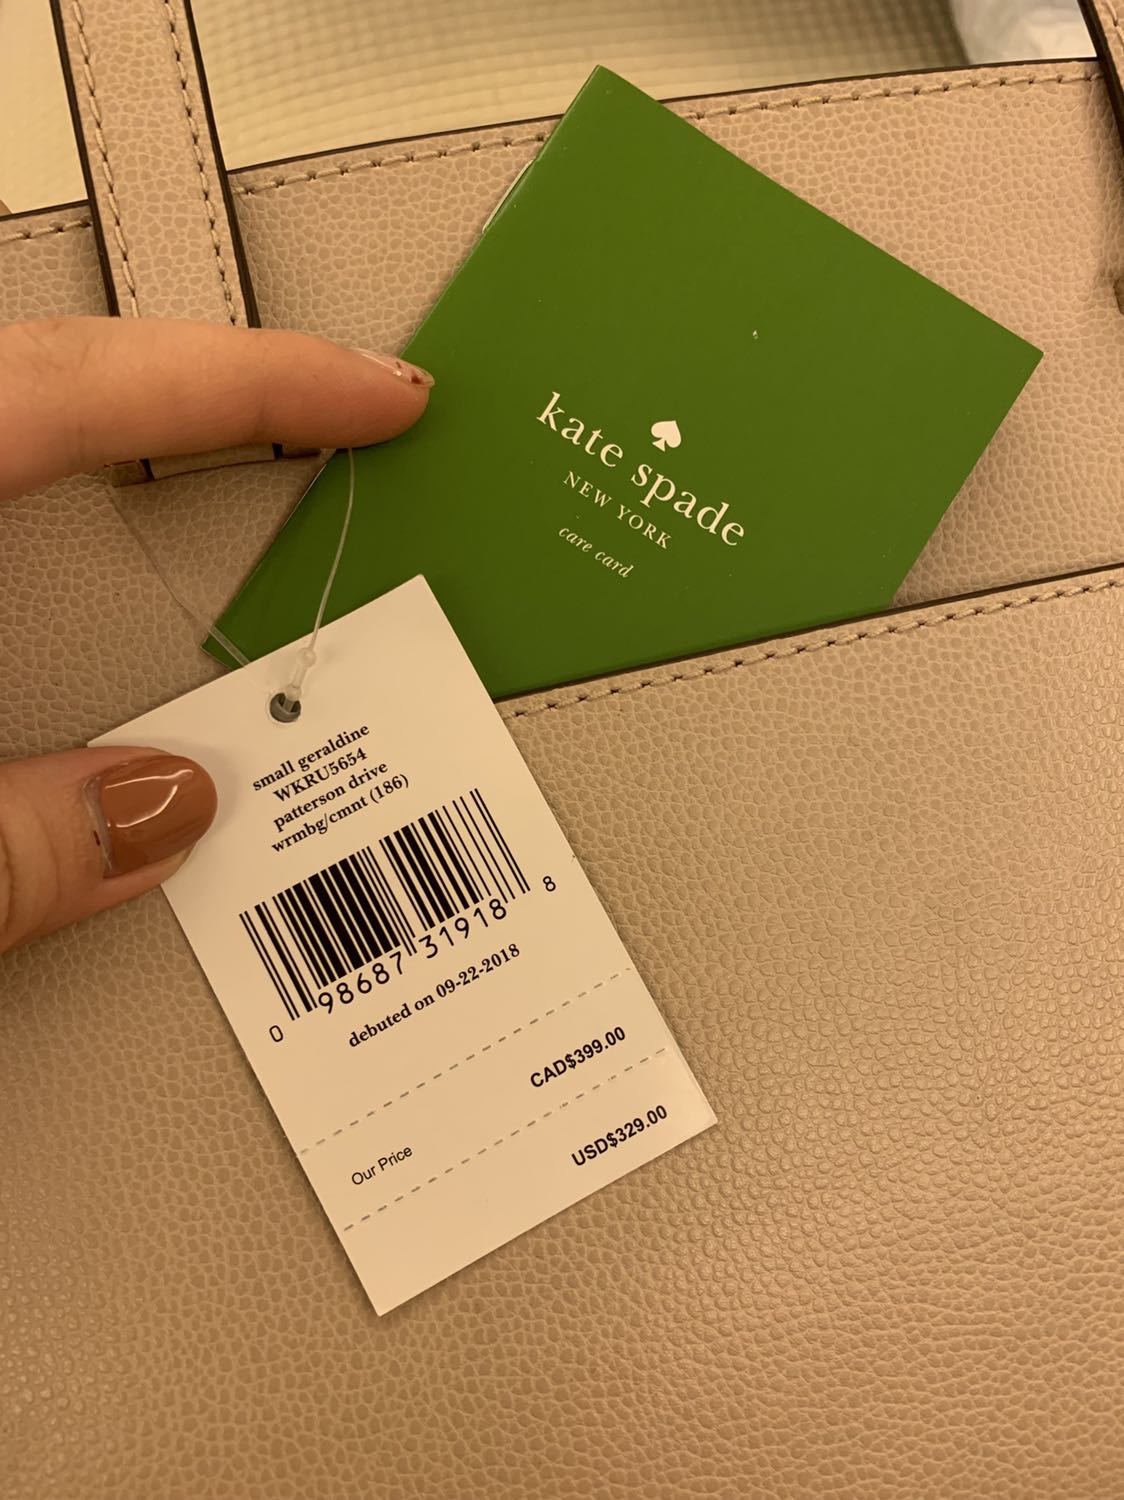 kate spade
NEW YORK
care card
small geraldine
WKRU5654
patterson drive
wrmbg/cmnt (186)
0 98687 31918 8
debuted on 09-22-2018
CAD$399.00
Our Price
USD$329.00